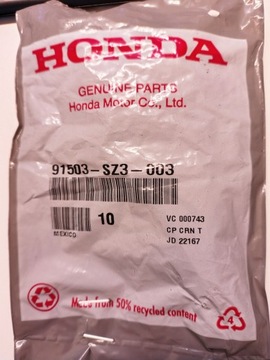 HONDA
GENUINE PARTS
Honda Motor Co., Ltd.
91503-SZ3-003
10
VC 000743
CP CRN T
MEXICO
JD 22167
Made from 50% recycled content
4